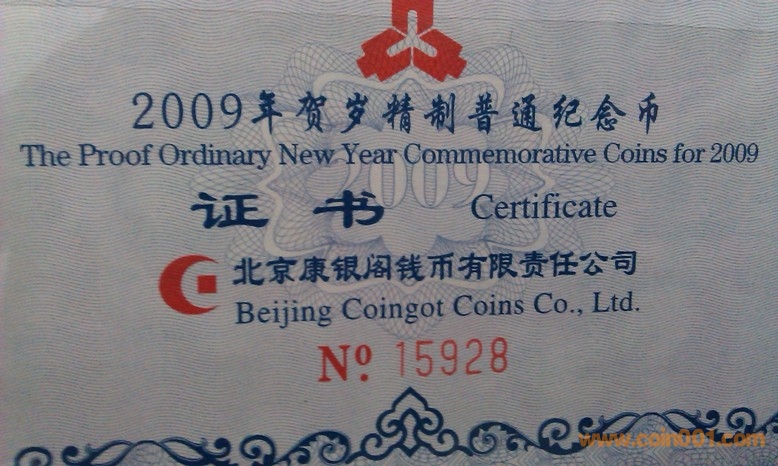 2009年贺岁精制普通纪念币
The Proof Ordinary New Year Commemorative Coins for 2009
2009
证书 Certificate
北京康银阁钱币有限责任公司
Beijing Coingot Coins Co., Ltd.
Nº 15928
www.coin001.com